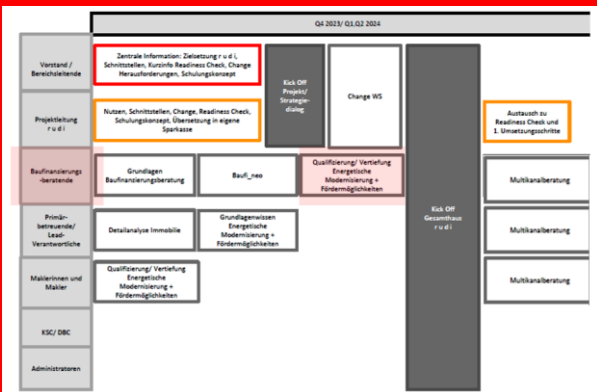 Q4 2023/ Q1,Q2 2024
Vorstand /
Bereichsleitende
Zentrale Information: Zielsetzung r u d i,
Schnittstellen, Kurzinfo Readiness Check, Change
Herausforderungen, Schulungskonzept
Kick Off
Projekt/
Strategie-
dialog
Change WS
Projektleitung
r u d i
Nutzen, Schnittstellen, Change, Readiness Check,
Schulungskonzept, Übersetzung in eigene
Sparkasse
Austausch zu
Readiness Check und
1. Umsetzungsschritte
Baufinanzierungs
-beratende
Grundlagen
Baufinanzierungsberatung
Baufi_neo
Qualifizierung/ Vertiefung
Energetische
Modernisierung +
Fördermöglichkeiten
Kick Off
Gesamthaus
r u d i
Multikanalberatung
Primär-
betreuende/
Lead-
Verantwortliche
Detailanalyse Immobilie
Grundlagenwissen
Energetische
Modernisierung +
Fördermöglichkeiten
Multikanalberatung
Maklerinnen und
Makler
Qualifizierung/ Vertiefung
Energetische
Modernisierung +
Fördermöglichkeiten
Multikanalberatung
KSC/ DBC
Administratoren